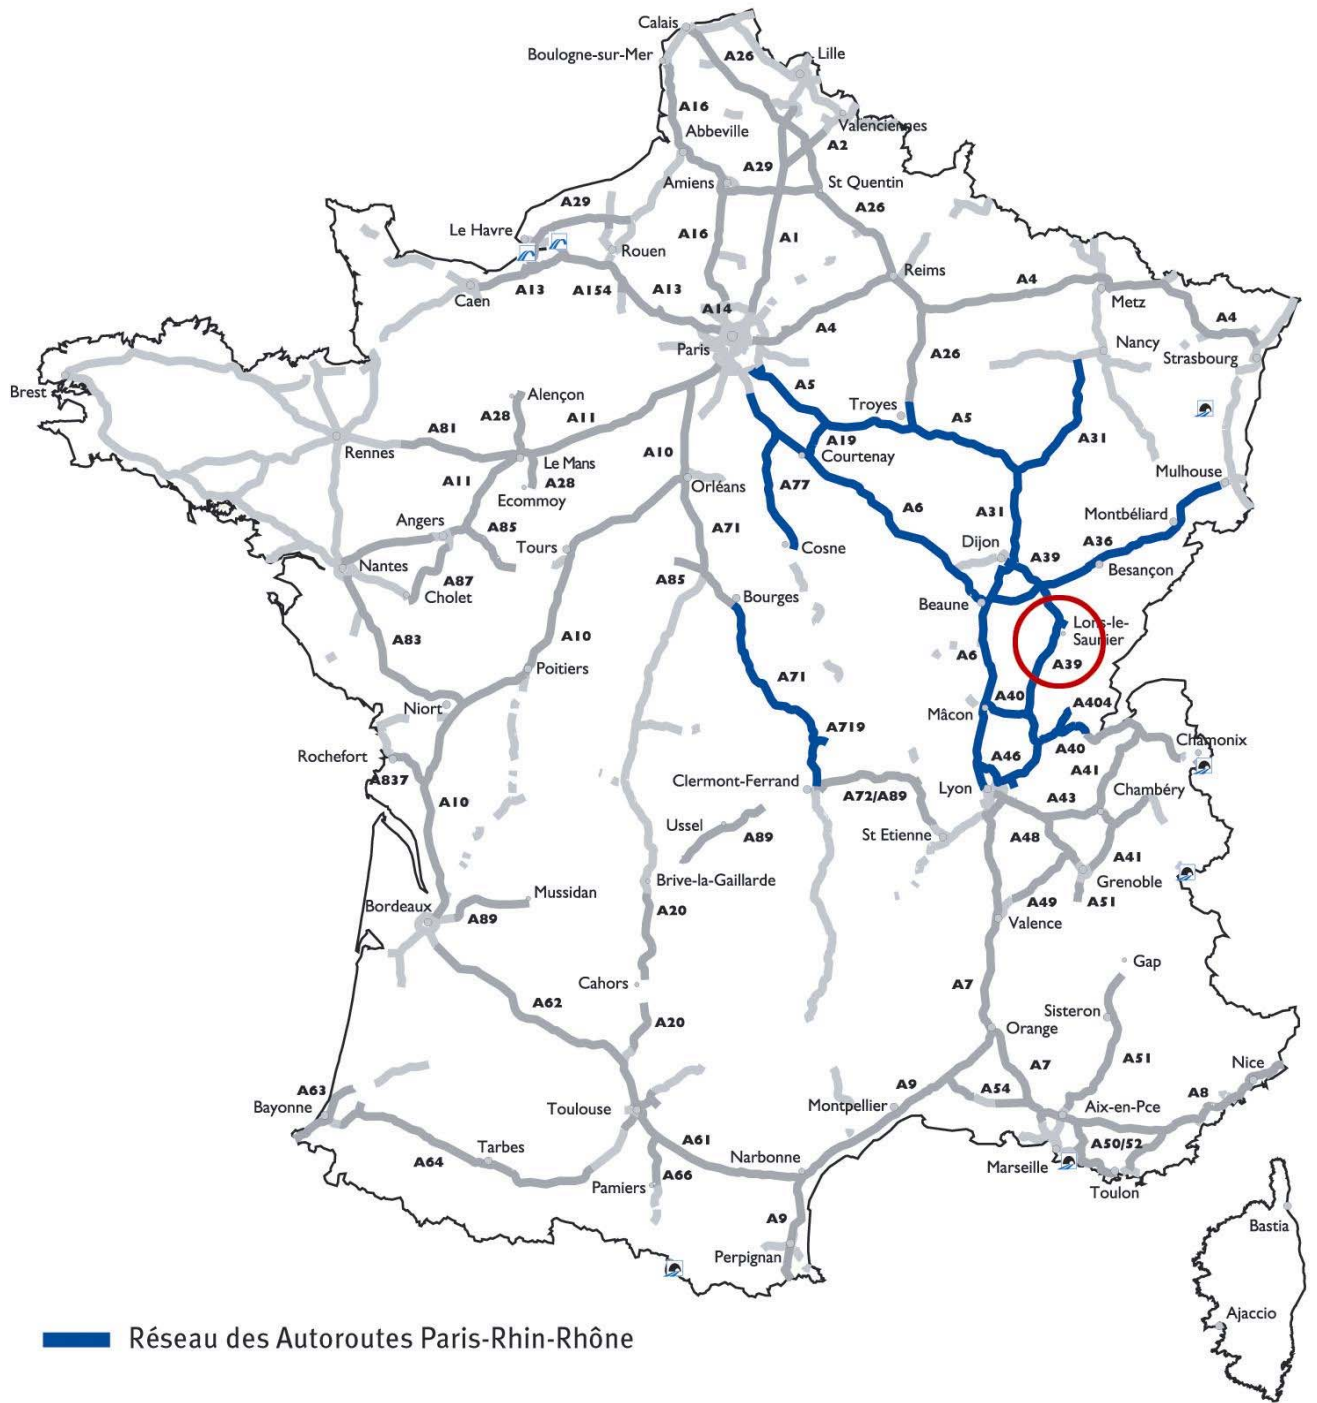 Calais
A26
Lille
Boulogne-sur-Mer
A16
Abbeville
Valenciennes
A2
A29
Amiens
St Quentin
A29
A26
Le Havre
A16
A1
Rouen
Reims
Caen
A13
A154
A13
A4
Metz
A14
A4
A4
Paris
A26
Nancy
Strasbourg
Brest
Alençon
A5
Troyes
A28
A11
A5
A81
A19
A31
Rennes
Le Mans
A10
Courtenay
Mulhouse
A11
A28
Ecommoy
Orléans
A77
A6
A31
Montbéliard
Angers
A85
A71
Tours
Cosne
Dijon
A36
A39
Nantes
A87
A85
Besançon
Cholet
Bourges
Beaune
Lons-le-
Saunier
A83
A10
A6
A39
Poitiers
A71
A40
A404
Niort
Mâcon
A719
Rochefort
A46
A40
Chamonix
A837
Clermont-Ferrand
A41
A10
A72/A89
Lyon
A43
Chambéry
Ussel
A89
St Etienne
A48
A41
Brive-la-Gaillarde
Grenoble
Mussidan
A49
A51
Bordeaux
A89
A20
Valence
Gap
Cahors
A7
A62
Sisteron
A20
Orange
A51
A7
Nice
A63
A9
A54
A8
Bayonne
Toulouse
Montpellier
Aix-en-Pce
A61
A50/52
Tarbes
A64
Narbonne
Marseille
A66
Pamiers
Toulon
A9
Bastia
Perpignan
Ajaccio
Réseau des Autoroutes Paris-Rhin-Rhône